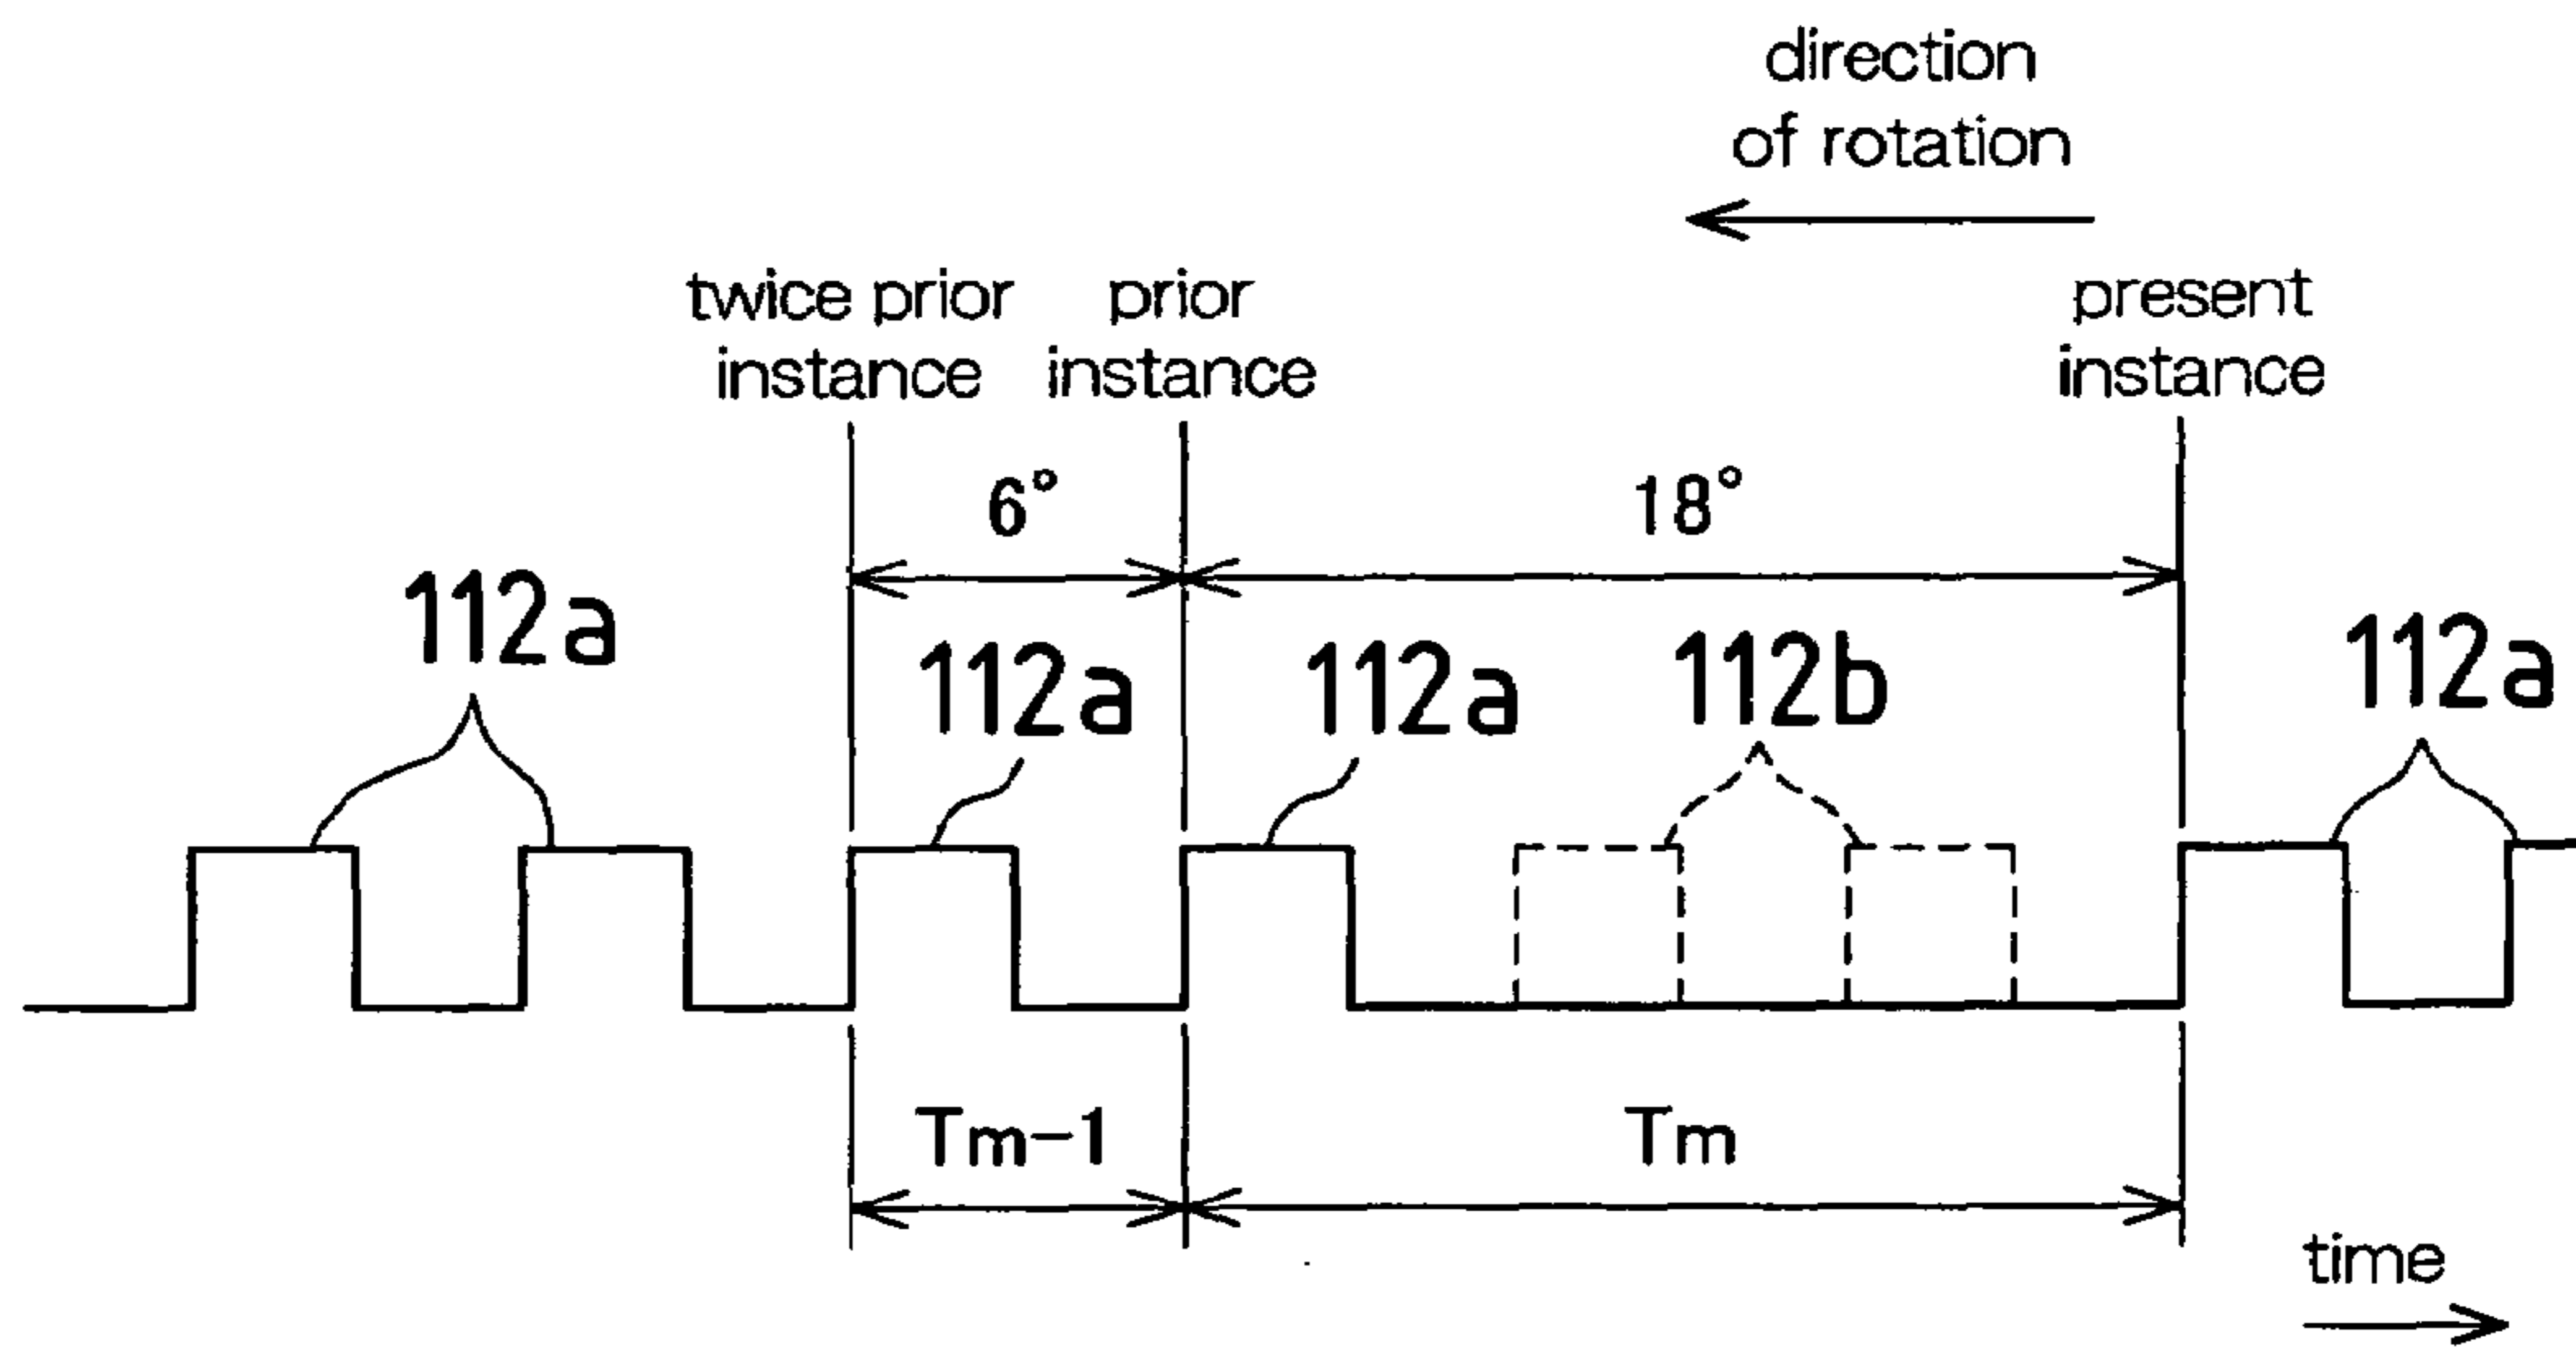 direction
of rotation
twice prior
instance
prior
instance
present
instance
6°
18°
112a
112a
112a
112b
112a
Tm-1
Tm
time